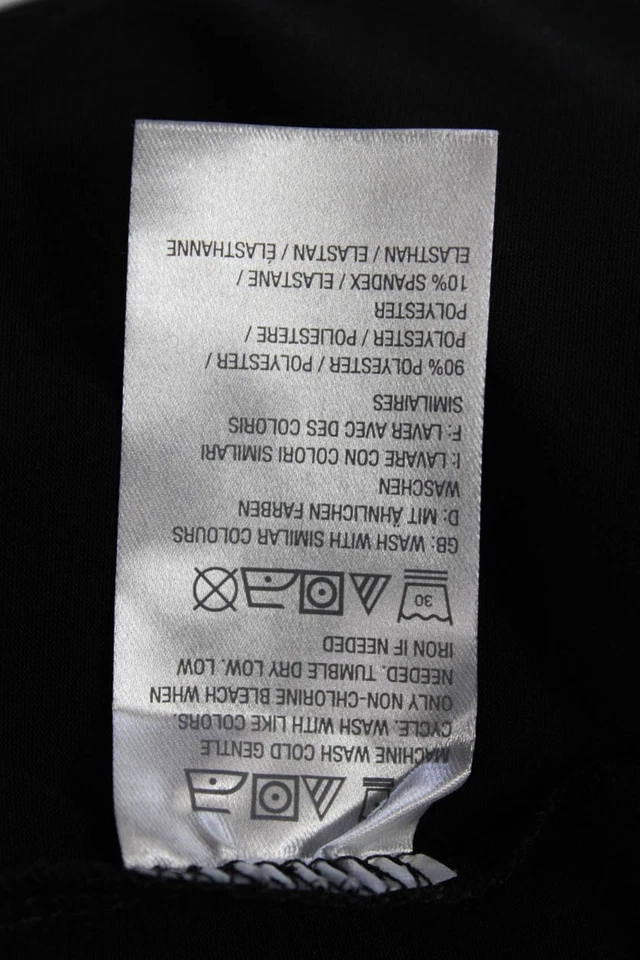 MACHINE WASH COLD GENTLE
CYCLE. WASH WITH LIKE COLORS.
ONLY NON-CHLORINE BLEACH WHEN
NEEDED. TUMBLE DRY LOW. LOW
IRON IF NEEDED
30
GB: WASH WITH SIMILAR COLOURS
D: MIT ÄHNLICHEN FARBEN
WASCHEN
I: LAVARE CON COLORI SIMILARI
F: LAVER AVEC DES COLORIS
SIMILAIRES
90% POLYESTER / POLYESTER /
POLYESTER / POLIESTERE /
POLYESTER
10% SPANDEX / ELASTANE /
ELASTHAN / ELASTAN / ÉLASTHANNE